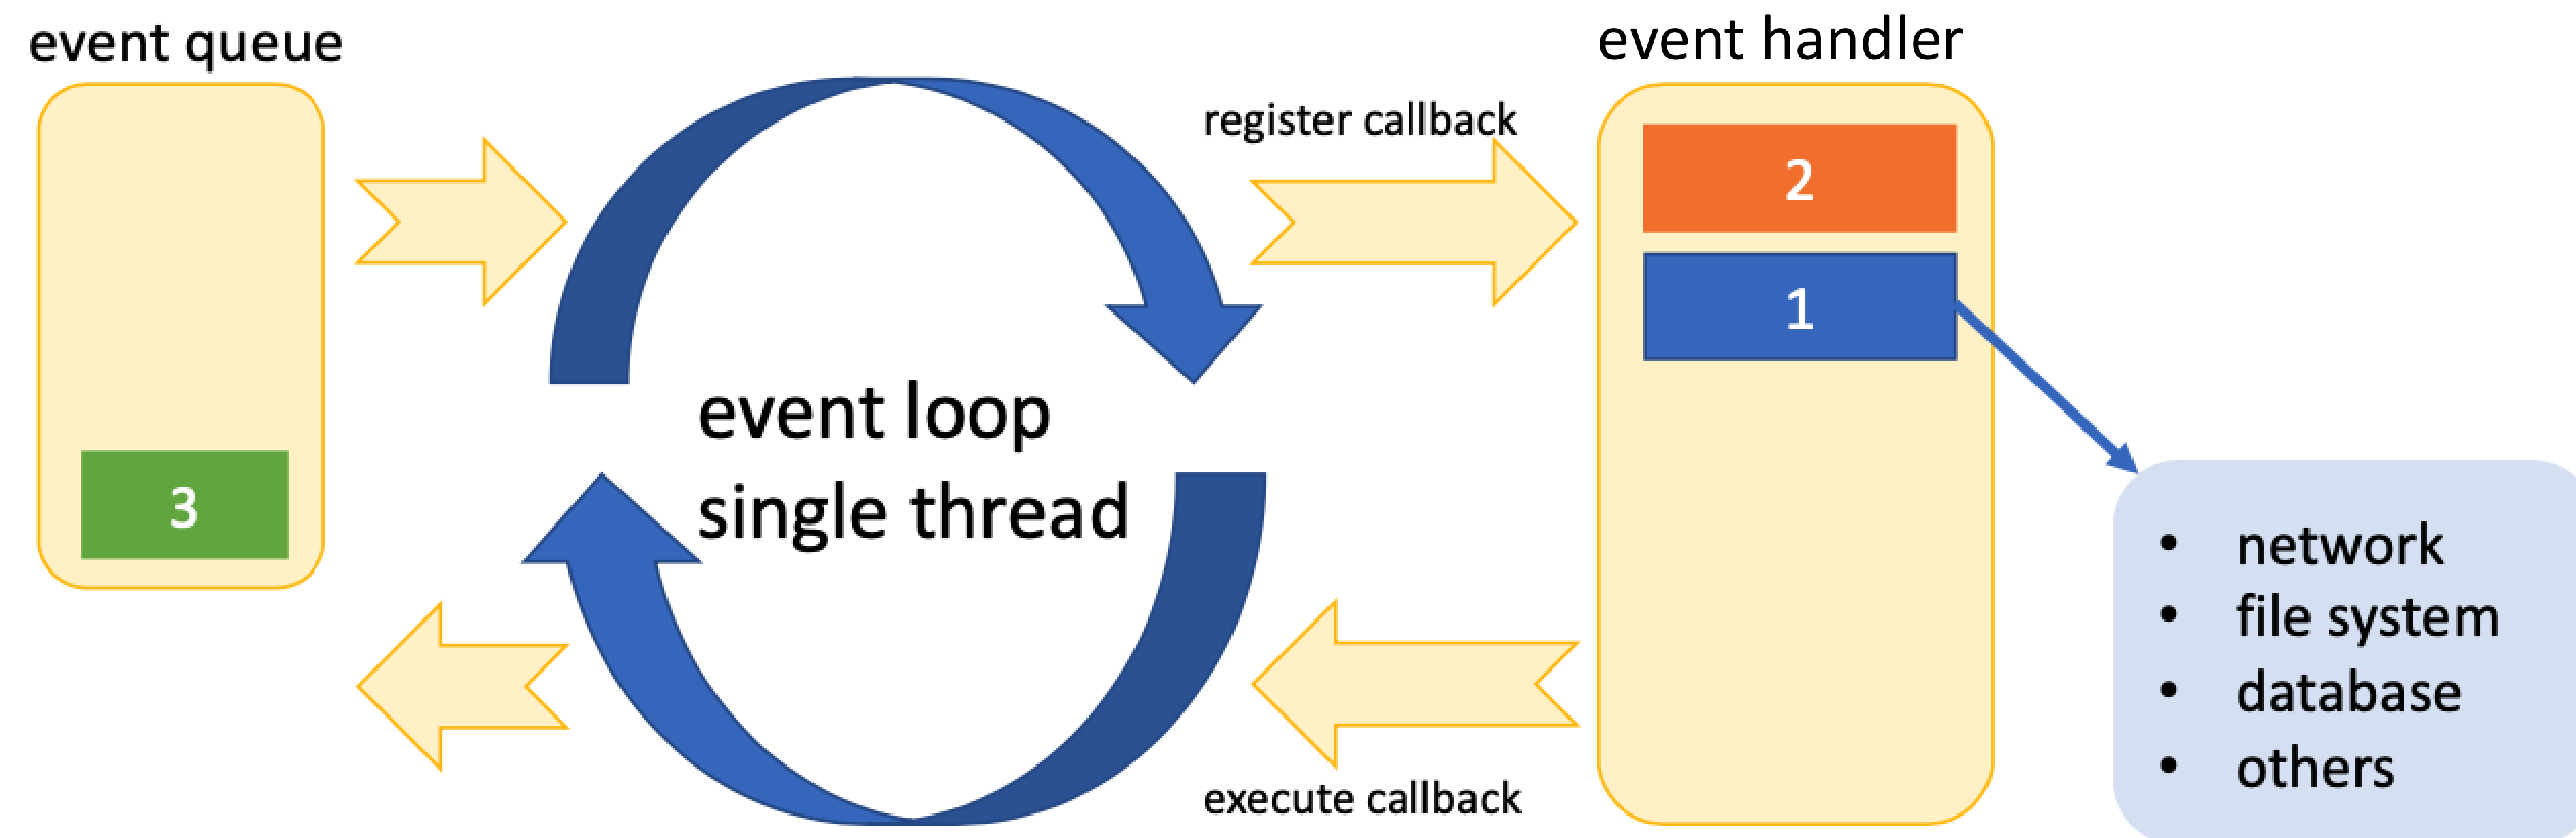 event queue
event handler
register callback
2
1
event loop
single thread
3
• network
• file system
• database
• others
execute callback